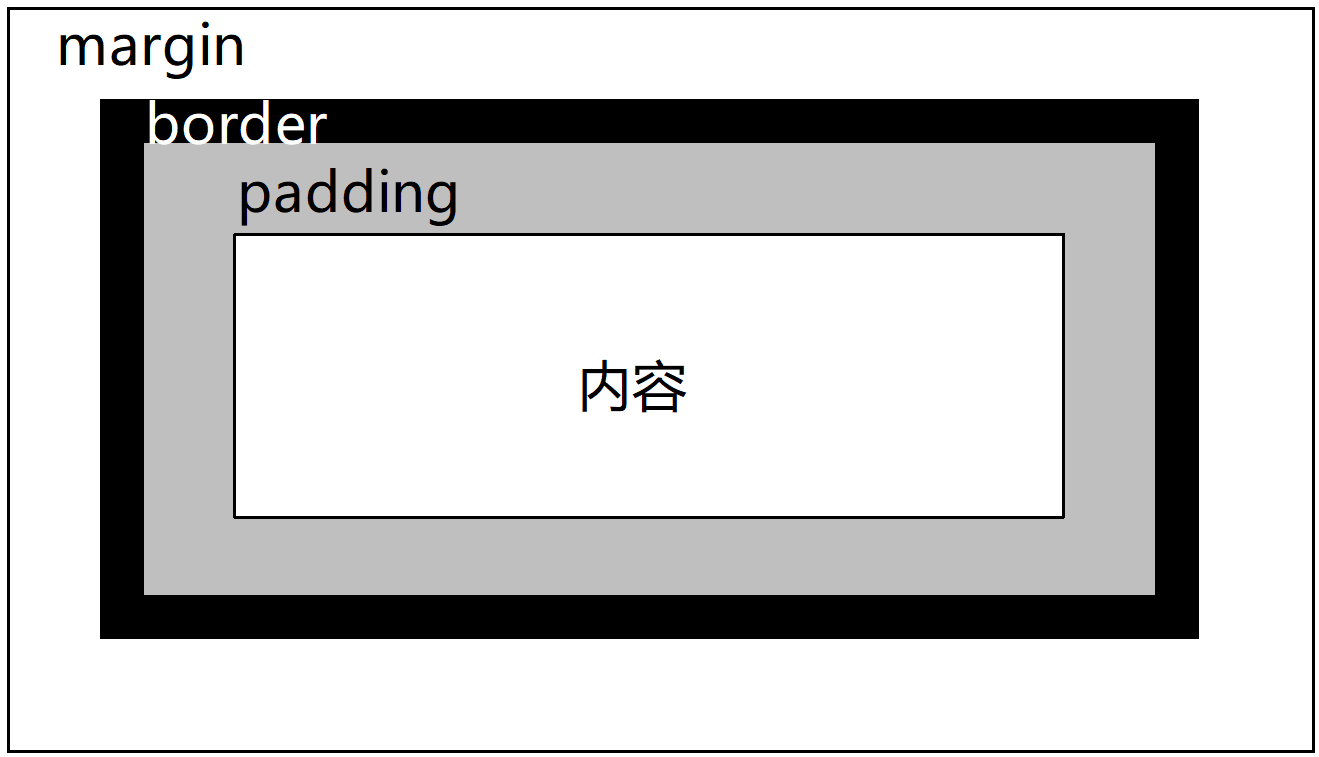 margin
border
padding
内容